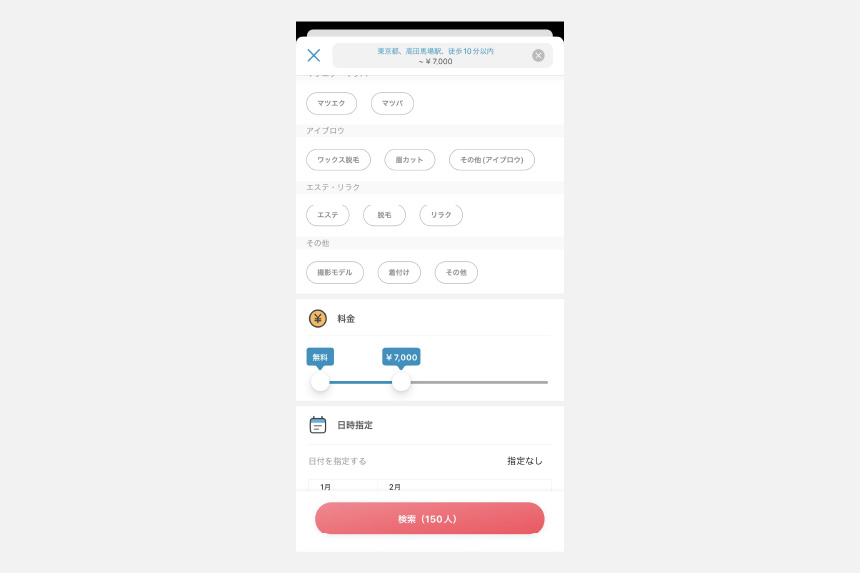 東京都、高田馬場駅、徒歩10分以内
~ ¥ 7,000
マツエク
マツパ
アイブロウ
ワックス脱毛
眉カット
その他 (アイブロウ)
エステ・リラク
エステ
脱毛
リラク
その他
撮影モデル
着付け
その他
料金
無料
¥ 7,000
日時指定
日付を指定する
指定なし
1月
2月
検索（150人）